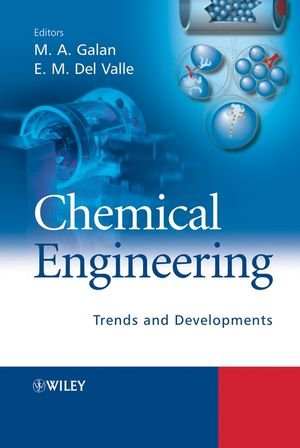 Editors
M. A. Galan
E. M. Del Valle
Chemical
Engineering
Trends and Developments
WILEY